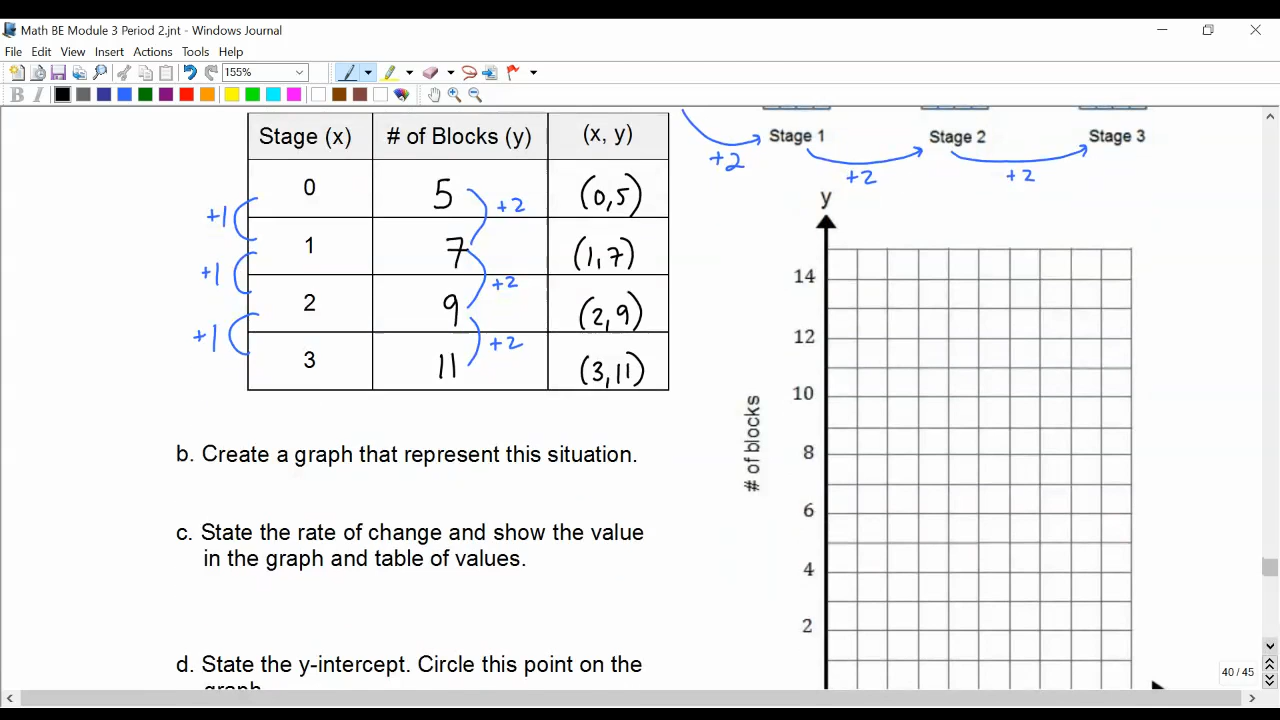 Math BE Module 3 Period 2.jnt - Windows Journal
File Edit View Insert Actions Tools Help
155%
B I
Stage (x) # of Blocks (y) (x, y)
0 5 (0,5)
1 7 (1,7)
2 9 (2,9)
3 11 (3,11)
+1 +2
+1 +2
+1 +2
Stage 1 Stage 2 Stage 3
+2 +2 +2
y
14
12
10
8
6
4
2
# of blocks
b. Create a graph that represent this situation.
c. State the rate of change and show the value
in the graph and table of values.
d. State the y-intercept. Circle this point on the
graph
40 / 45